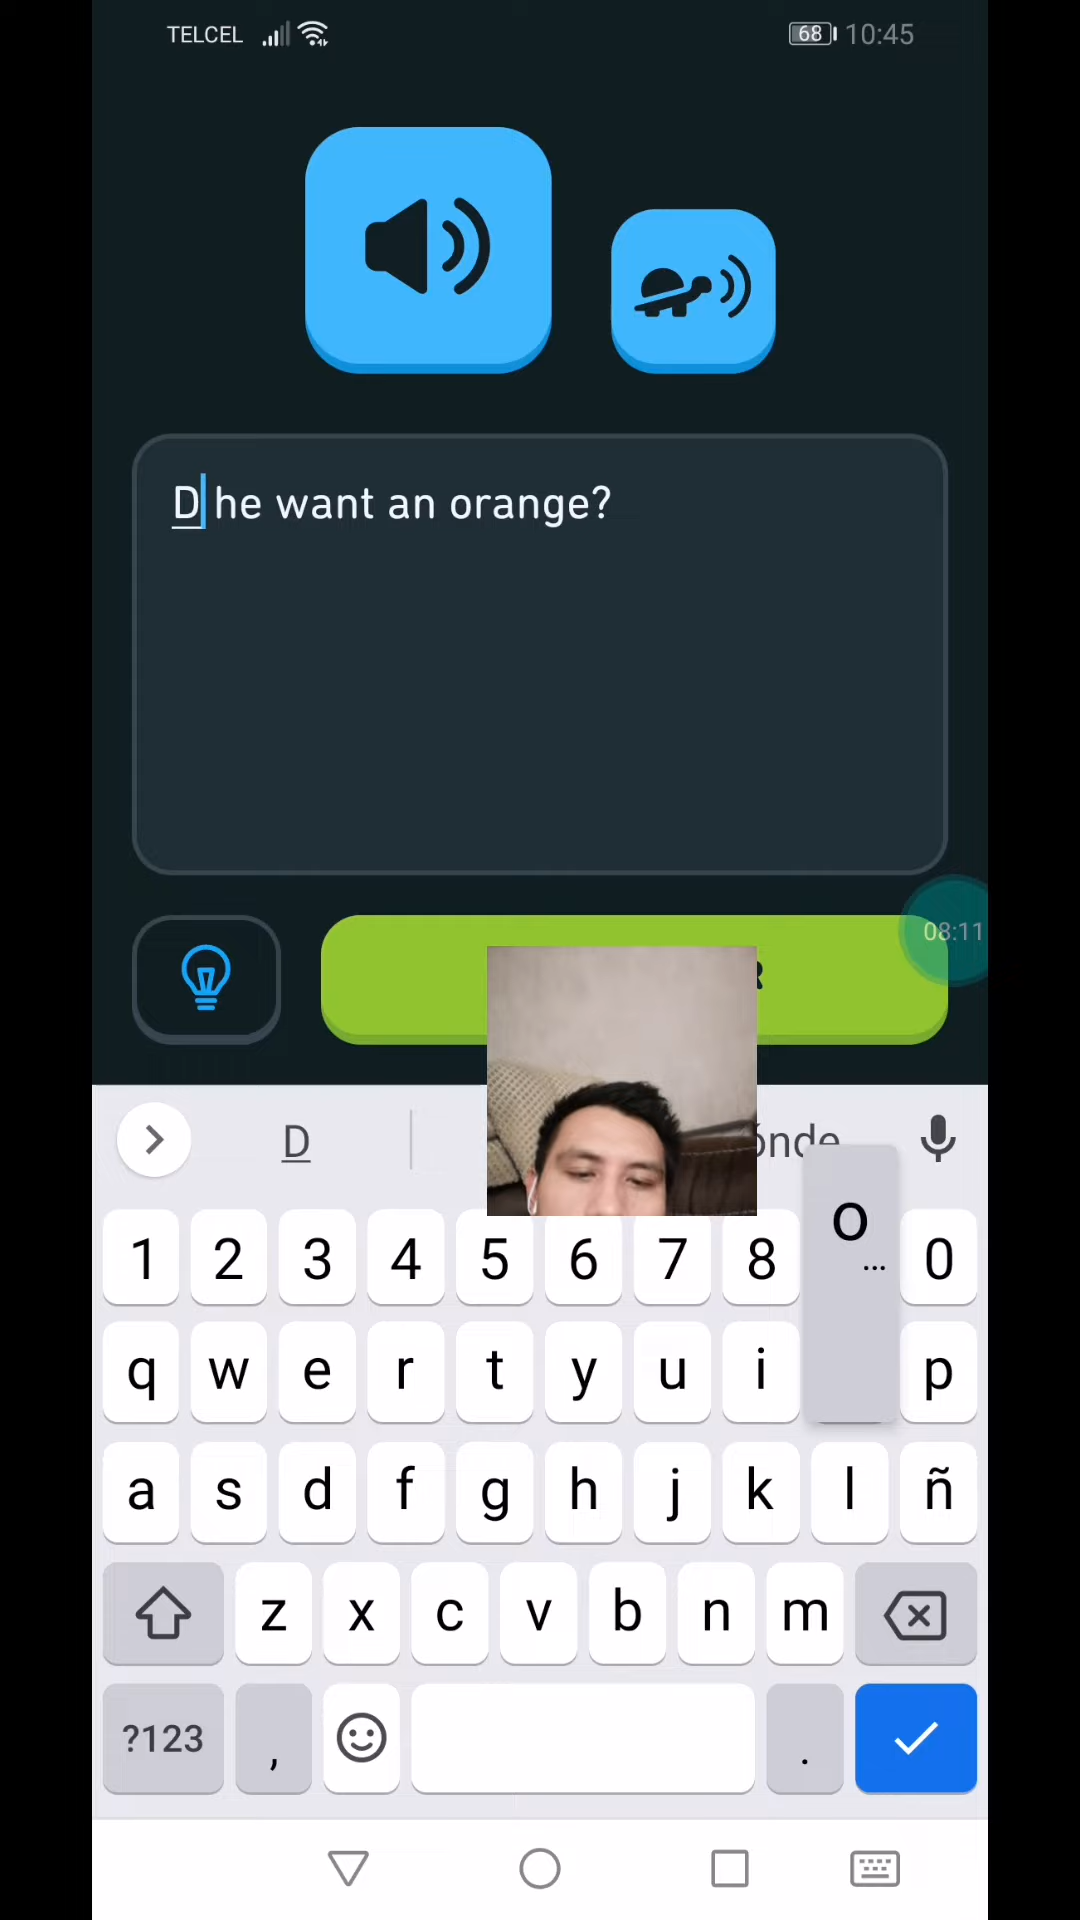 TELCEL 68 10:45
D he want an orange?
08:11
D
1 2 3 4 5 6 7 8 0
o
...
q w e r t y u i p
a s d f g h j k l ñ
z x c v b n m
?123 , .